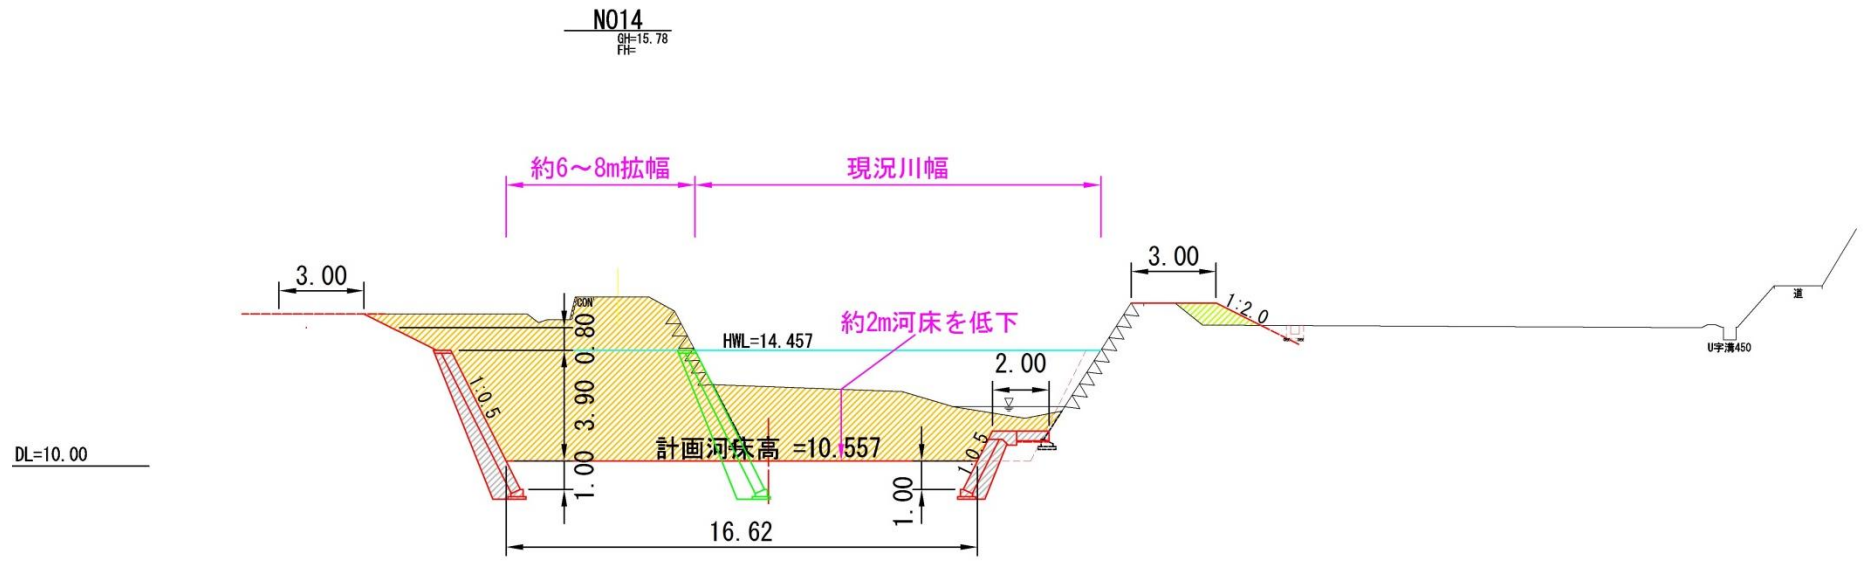 NO14
GH=15.78
FH=
約6～8m拡幅
現況川幅
3.00
3.00
CON
0.80
約2m河床を低下
1:2.0
道
HWL=14.457
U字溝450
2.00
1:0.5
3.90
計画河床高 =10.557
1:0.5
DL=10.00
1.00
1.00
16.62